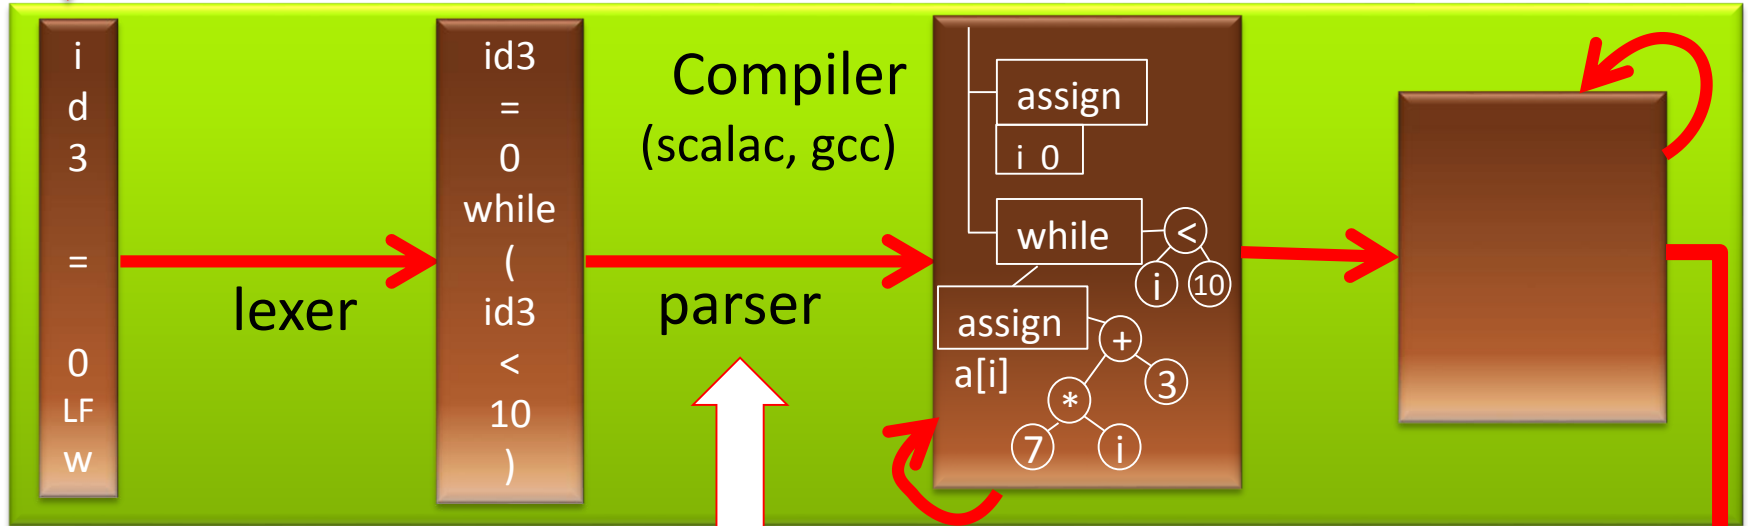 i
d
3
=
0
LF
w
lexer
id3
=
0
while
(
id3
<
10
)
Compiler
(scalac, gcc)
parser
assign
i 0
while
<
i
10
assign
a[i]
+
3
*
7
i